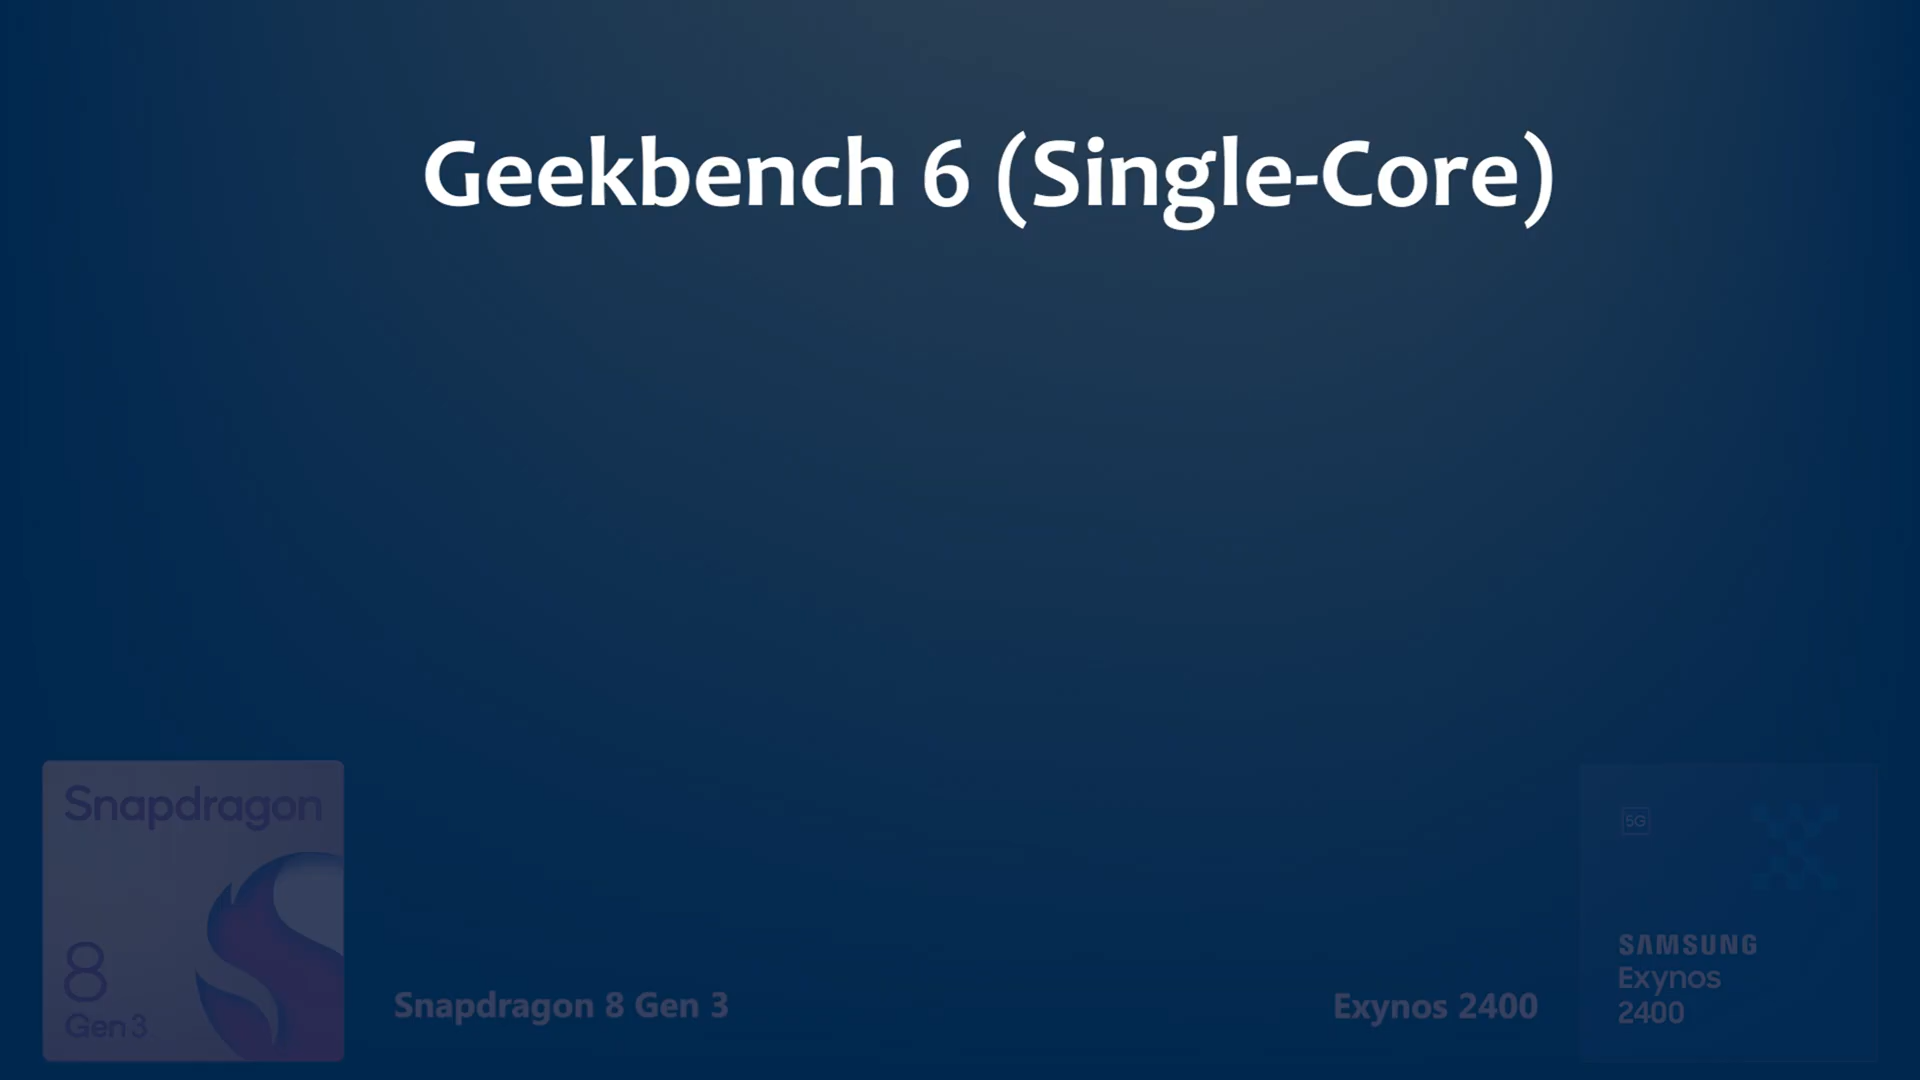 Geekbench 6 (Single-Core)
Snapdragon
8
Gen 3
Snapdragon 8 Gen 3
Exynos 2400
5G
SAMSUNG
Exynos
2400